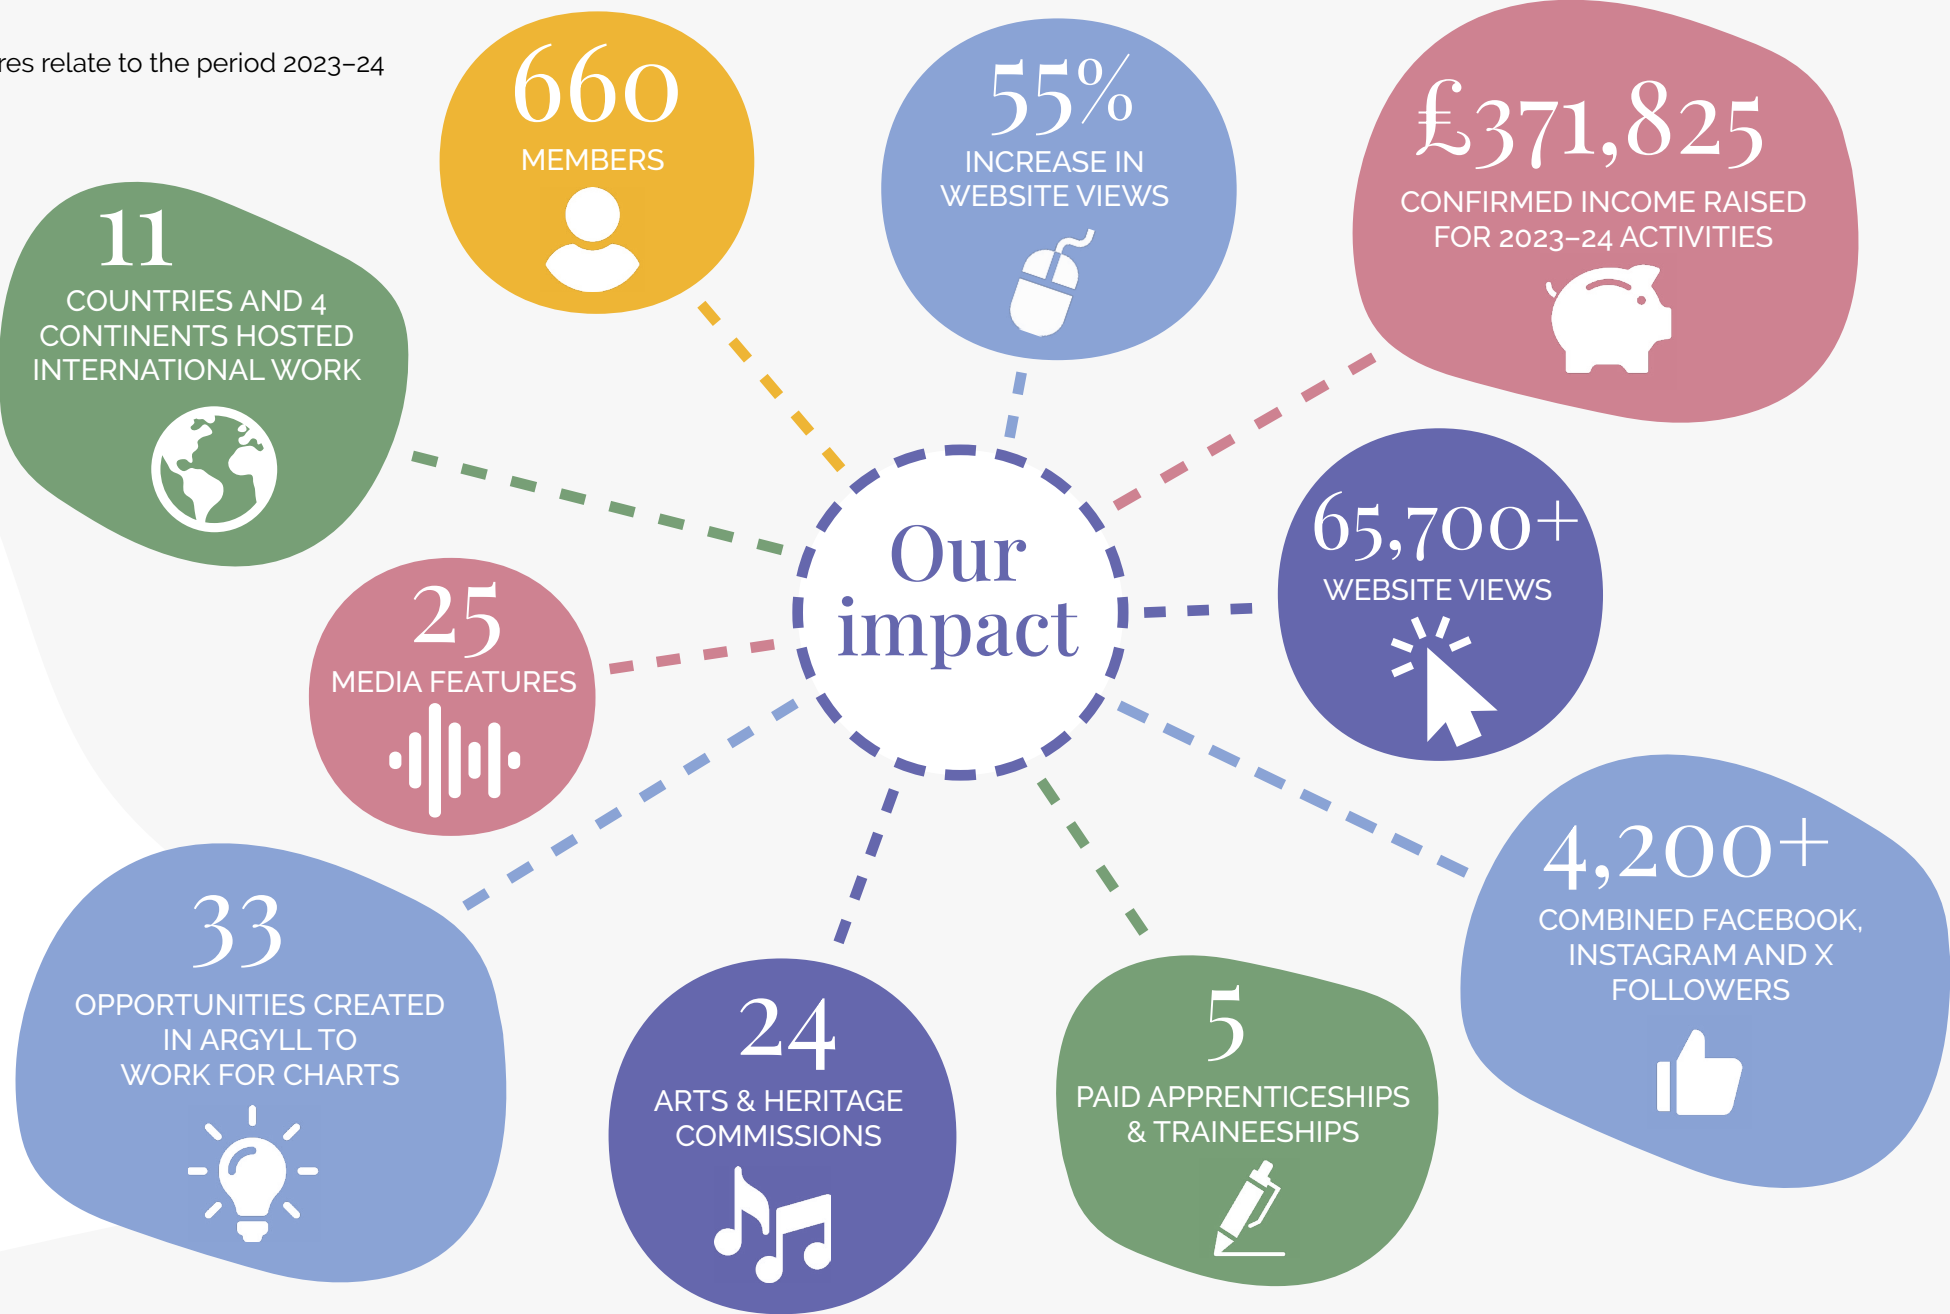 relate to the period 2023–24
660
MEMBERS
55%
INCREASE IN
WEBSITE VIEWS
£371,825
CONFIRMED INCOME RAISED
FOR 2023–24 ACTIVITIES
11
COUNTRIES AND 4
CONTINENTS HOSTED
INTERNATIONAL WORK
Our
impact
65,700+
WEBSITE VIEWS
25
MEDIA FEATURES
4,200+
COMBINED FACEBOOK,
INSTAGRAM AND X
FOLLOWERS
33
OPPORTUNITIES CREATED
IN ARGYLL TO
WORK FOR CHARTS
24
ARTS & HERITAGE
COMMISSIONS
5
PAID APPRENTICESHIPS
& TRAINEESHIPS